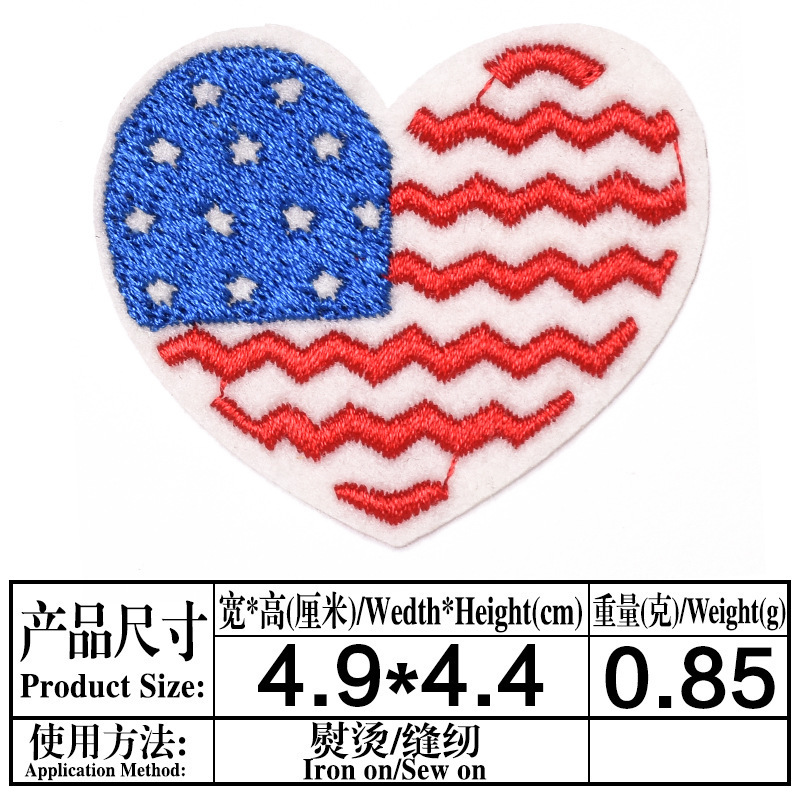 产品尺寸
Product Size:
宽*高(厘米)/Wedth*Height(cm)
4.9*4.4
重量(克)/Weight(g)
0.85
使用方法:
Application Method:
熨烫/缝纫
Iron on/Sew on